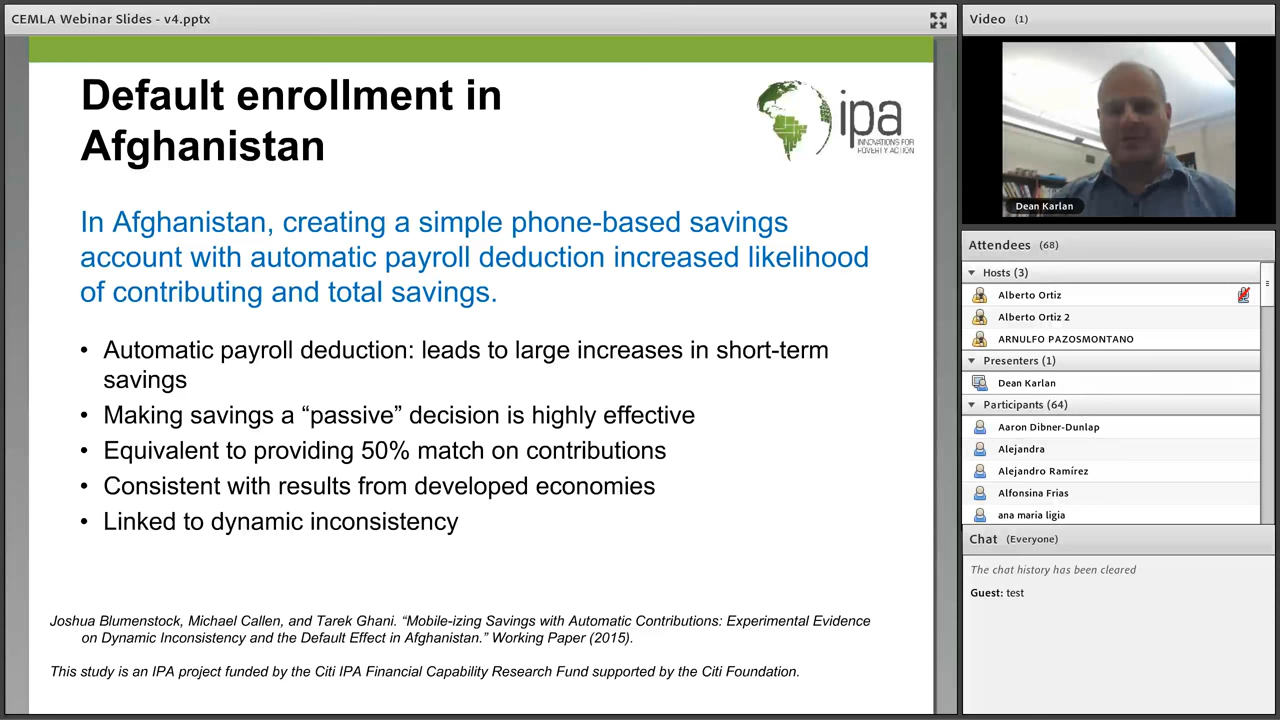 CEMLA Webinar Slides - v4.pptx
Default enrollment in
Afghanistan
ipa
INNOVATIONS FOR
POVERTY ACTION
In Afghanistan, creating a simple phone-based savings
account with automatic payroll deduction increased likelihood
of contributing and total savings.
• Automatic payroll deduction: leads to large increases in short-term
savings
• Making savings a “passive” decision is highly effective
• Equivalent to providing 50% match on contributions
• Consistent with results from developed economies
• Linked to dynamic inconsistency
Joshua Blumenstock, Michael Callen, and Tarek Ghani. “Mobile-izing Savings with Automatic Contributions: Experimental Evidence
on Dynamic Inconsistency and the Default Effect in Afghanistan.” Working Paper (2015).
This study is an IPA project funded by the Citi IPA Financial Capability Research Fund supported by the Citi Foundation.
Video (1)
Dean Karlan
Attendees (68)
Hosts (3)
Alberto Ortiz
Alberto Ortiz 2
ARNULFO PAZOSMONTANO
Presenters (1)
Dean Karlan
Participants (64)
Aaron Dibner-Dunlap
Alejandra
Alejandro Ramírez
Alfonsina Frias
ana maria ligia
Chat (Everyone)
The chat history has been cleared
Guest: test